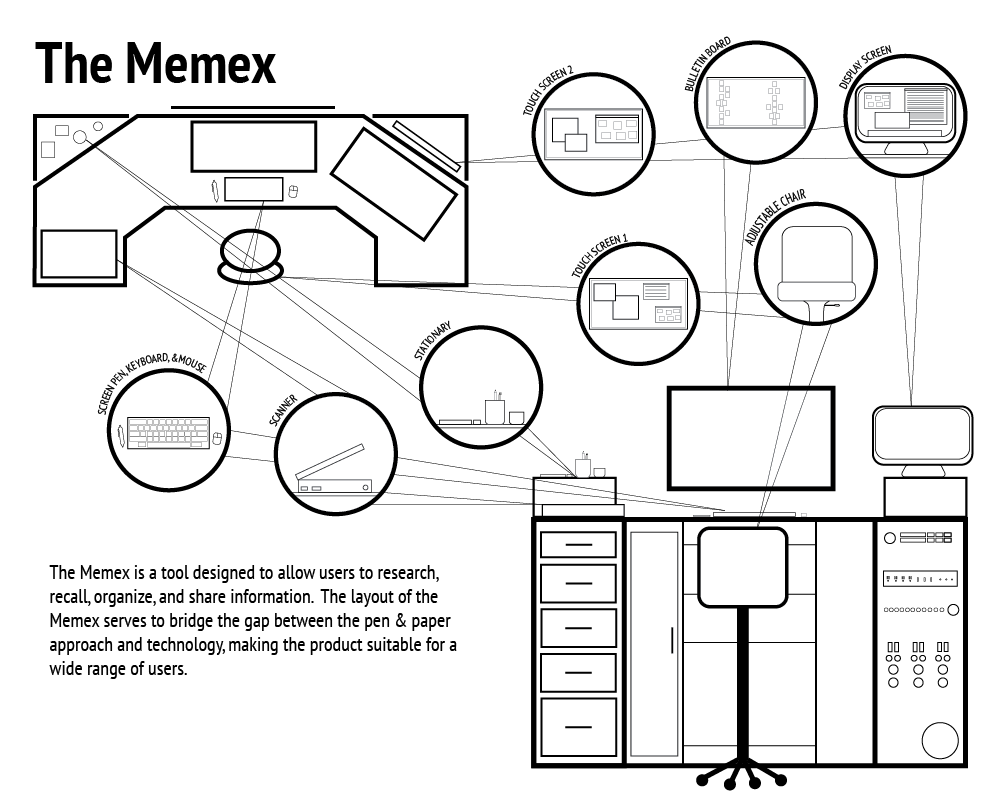 The Memex
TOUCH SCREEN 2
BULLETIN BOARD
DISPLAY SCREEN
ADJUSTABLE CHAIR
TOUCH SCREEN 1
STATIONARY
SCREEN PEN, KEYBOARD, &MOUSE
SCANNER
The Memex is a tool designed to allow users to research,
recall, organize, and share information.  The layout of the
Memex serves to bridge the gap between the pen & paper
approach and technology, making the product suitable for a
wide range of users.